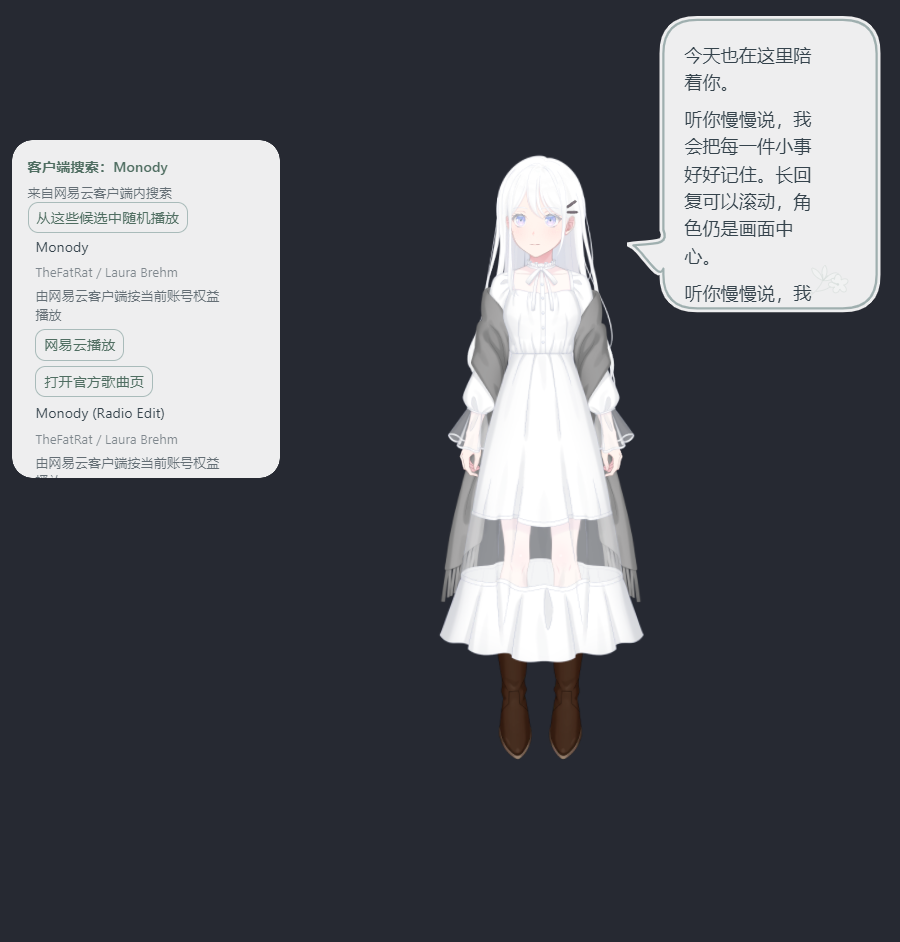 客户端搜索：Monody
来自网易云客户端内搜索
从这些候选中随机播放
Monody
TheFatRat / Laura Brehm
由网易云客户端按当前账号权益
播放
网易云播放
打开官方歌曲页
Monody (Radio Edit)
TheFatRat / Laura Brehm
由网易云客户端按当前账号权益
今天也在这里陪
着你。
听你慢慢说，我
会把每一件小事
好好记住。长回
复可以滚动，角
色仍是画面中
心。
听你慢慢说，我